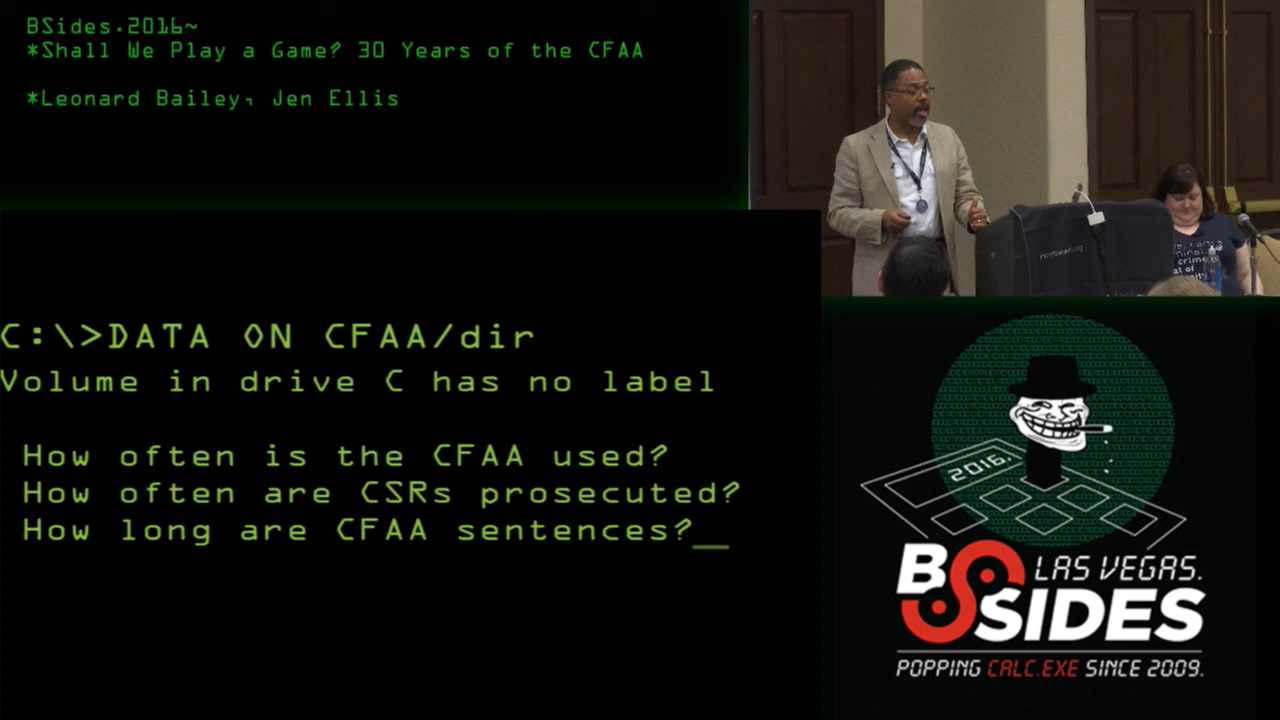 BSides.2016~
*Shall We Play a Game? 30 Years of the CFAA
*Leonard Bailey, Jen Ellis
C:\>DATA ON CFAA/dir
Volume in drive C has no label
How often is the CFAA used?
How often are CSRs prosecuted?
How long are CFAA sentences?_
2016.
BSIDES LAS VEGAS.
POPPING CALC.EXE SINCE 2009.